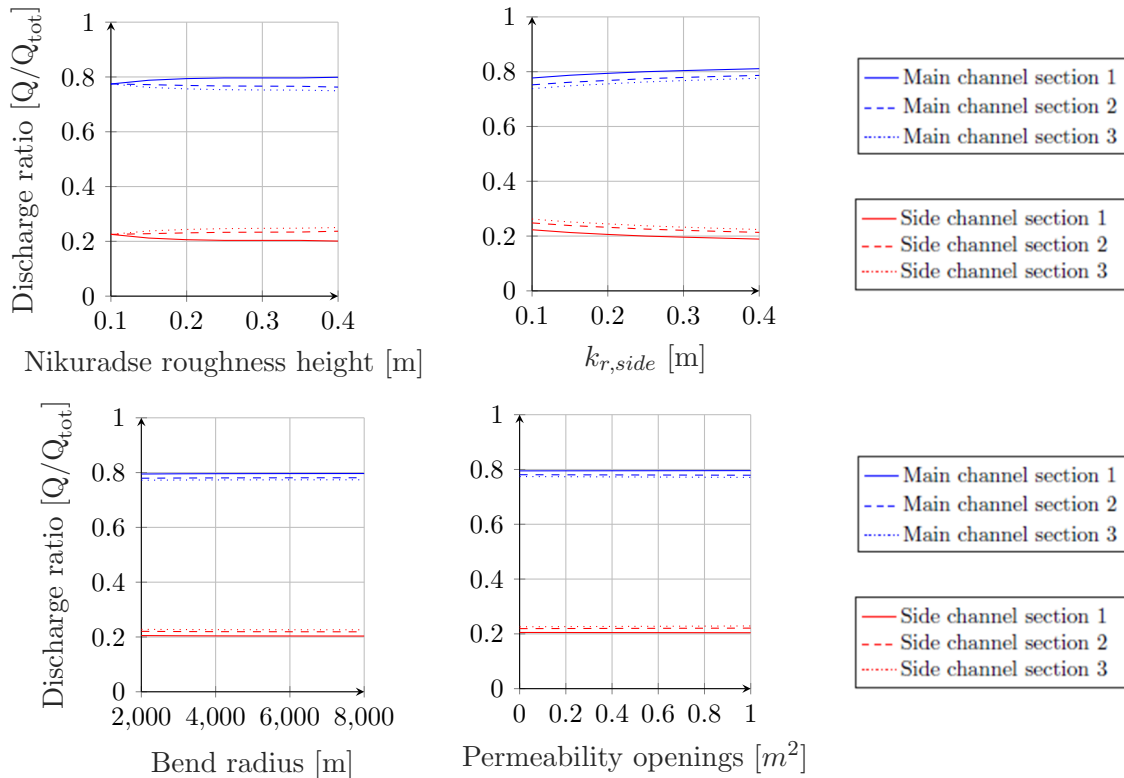 Discharge ratio [Q/Q_tot]
1
0.8
0.6
0.4
0.2
0
0.1
0.2
0.3
0.4
Nikuradse roughness height [m]
1
0.8
0.6
0.4
0.2
0
0.1
0.2
0.3
0.4
k_{r,side} [m]
Main channel section 1
Main channel section 2
Main channel section 3
Side channel section 1
Side channel section 2
Side channel section 3
Discharge ratio [Q/Q_tot]
1
0.8
0.6
0.4
0.2
0
2,000
4,000
6,000
8,000
Bend radius [m]
1
0.8
0.6
0.4
0.2
0
0
0.2
0.4
0.6
0.8
1
Permeability openings [m²]
Main channel section 1
Main channel section 2
Main channel section 3
Side channel section 1
Side channel section 2
Side channel section 3